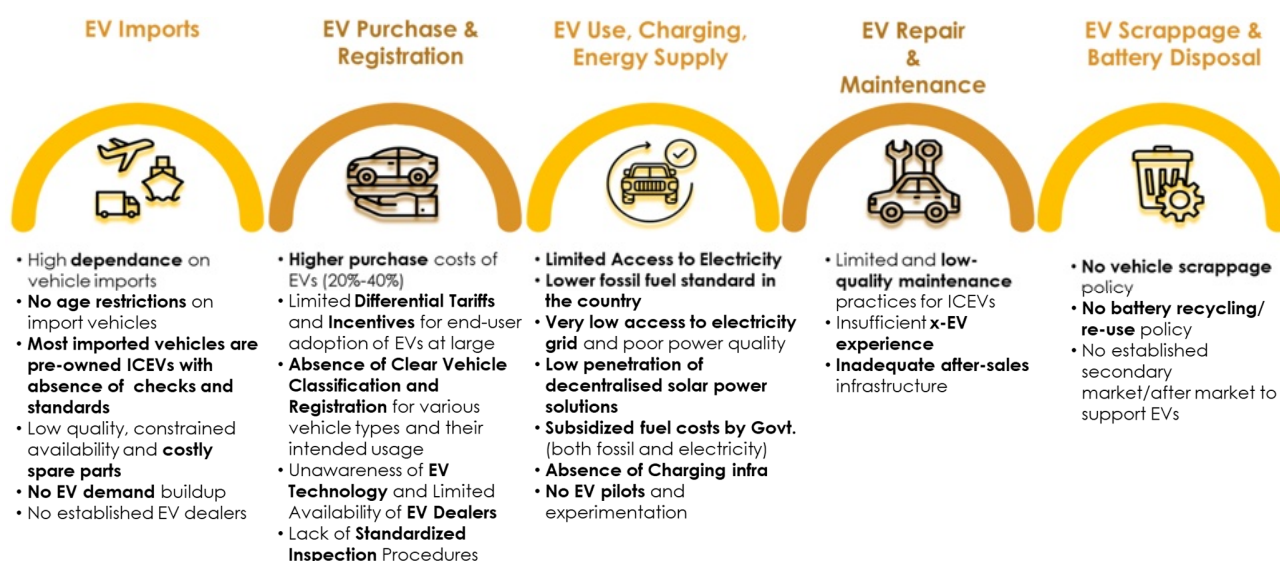 EV Imports
• High dependance on
vehicle imports
• No age restrictions on
import vehicles
• Most imported vehicles are
pre-owned ICEVs with
absence of checks and
standards
• Low quality, constrained
availability and costly
spare parts
• No EV demand buildup
• No established EV dealers
EV Purchase &
Registration
• Higher purchase costs of
EVs (20%-40%)
• Limited Differential Tariffs
and Incentives for end-user
adoption of EVs at large
• Absence of Clear Vehicle
Classification and
Registration for various
vehicle types and their
intended usage
• Unawareness of EV
Technology and Limited
Availability of EV Dealers
• Lack of Standardized
Inspection Procedures
EV Use, Charging,
Energy Supply
• Limited Access to Electricity
• Lower fossil fuel standard in
the country
• Very low access to electricity
grid and poor power quality
• Low penetration of
decentralised solar power
solutions
• Subsidized fuel costs by Govt.
(both fossil and electricity)
• Absence of Charging infra
• No EV pilots and
experimentation
EV Repair
&
Maintenance
• Limited and low-
quality maintenance
practices for ICEVs
• Insufficient x-EV
experience
• Inadequate after-sales
infrastructure
EV Scrappage &
Battery Disposal
• No vehicle scrappage
policy
• No battery recycling/
re-use policy
• No established
secondary
market/after market to
support EVs